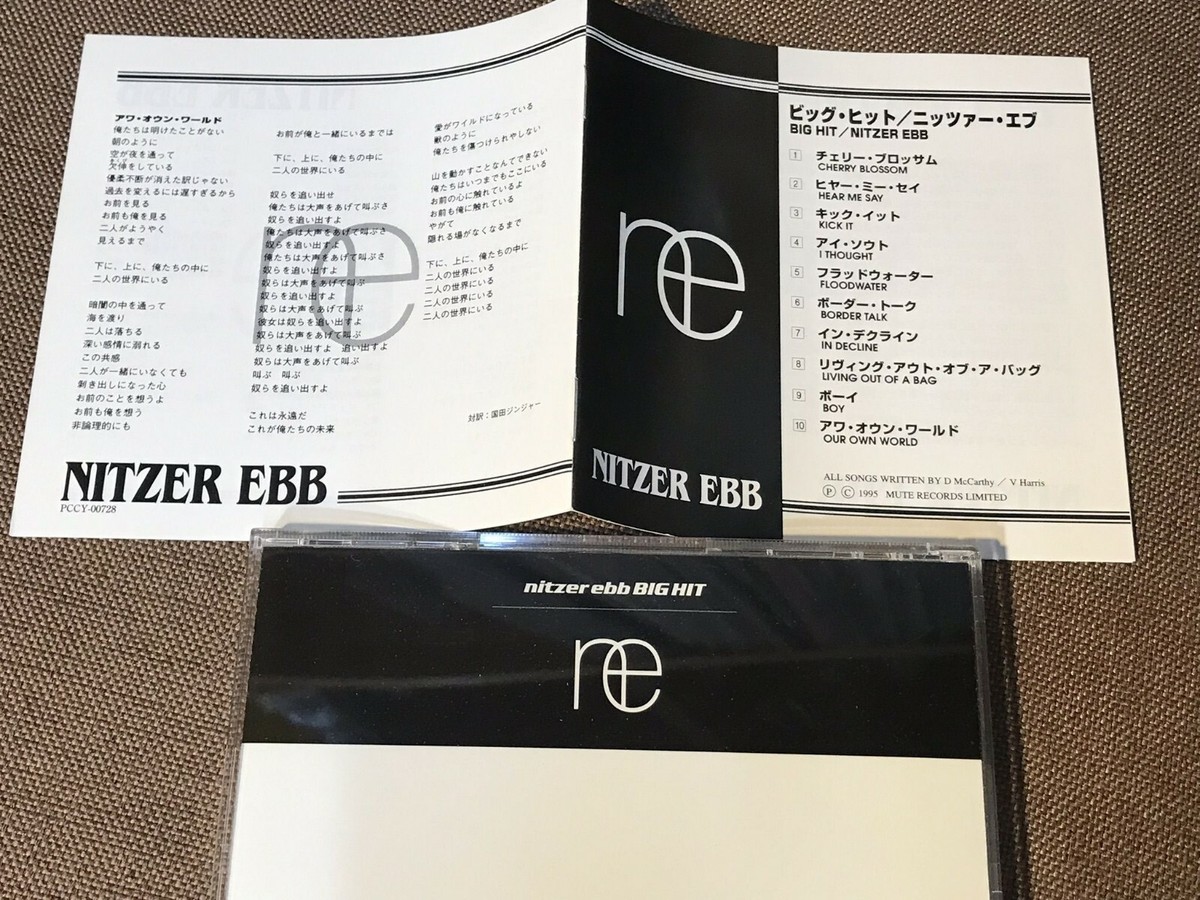 アワ・オウン・ワールド
俺たちは明けたことがない
朝のように
空が夜を通って
欠伸をしている
優柔不断が消えた訳じゃない
過去を変えるには遅すぎるから
お前を見る
お前も俺を見る
二人がようやく
見えるまで
下に、上に、俺たちの中に
二人の世界にいる
暗闇の中を通って
海を渡り
二人は落ちる
深い感情に溺れる
この共感
二人が一緒にいなくても
剥き出しになった心
お前のことを想うよ
お前も俺を想う
非論理的にも
お前が俺と一緒にいるまでは
下に、上に、俺たちの中に
二人の世界にいる
奴らを追い出せ
俺たちは大声をあげて叫ぶさ
奴らを追い出すよ
俺たちは大声をあげて叫ぶさ
奴らを追い出すよ
俺たちは大声をあげて叫ぶさ
奴らを追い出すよ
奴らは大声をあげて叫ぶ
奴らを追い出すよ
奴らは大声をあげて叫ぶ
彼女は奴らを追い出すよ
奴らは大声をあげて叫ぶ
奴らを追い出すよ 追い出すよ
奴らは大声をあげて叫ぶ
叫ぶ 叫ぶ
奴らを追い出すよ
これは永遠だ
これが俺たちの未来
愛がワイルドになっている
獣のように
俺たちを傷つけられやしない
山を動かすことなんてできない
俺たちはいつまでもここにいる
お前の心に触れているよ
お前も俺に触れている
やがて
隠れる場がなくなるまで
下に、上に、俺たちの中に
二人の世界にいる
二人の世界にいる
二人の世界にいる
二人の世界にいる
対訳:国田ジンジャー
ne
NITZER EBB
PCCY-00728
ne
NITZER EBB
ビッグ・ヒット/ニッツァー・エブ
BIG HIT/NITZER EBB
1 チェリー・ブロッサム
CHERRY BLOSSOM
2 ヒヤー・ミー・セイ
HEAR ME SAY
3 キック・イット
KICK IT
4 アイ・ソウト
I THOUGHT
5 フラッドウォーター
FLOODWATER
6 ボーダー・トーク
BORDER TALK
7 イン・デクライン
IN DECLINE
8 リヴィング・アウト・オブ・ア・バッグ
LIVING OUT OF A BAG
9 ボーイ
BOY
10 アワ・オウン・ワールド
OUR OWN WORLD
ALL SONGS WRITTEN BY D McCarthy / V Harris
Ⓟ Ⓒ 1995 MUTE RECORDS LIMITED
nitzer ebb BIG HIT
ne